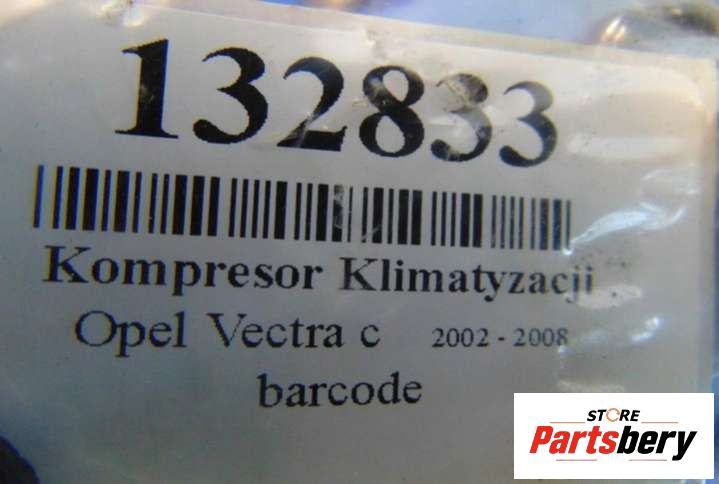 132833
Kompresor Klimatyzacji
Opel Vectra c 2002 - 2008
barcode
STORE
Partsbery